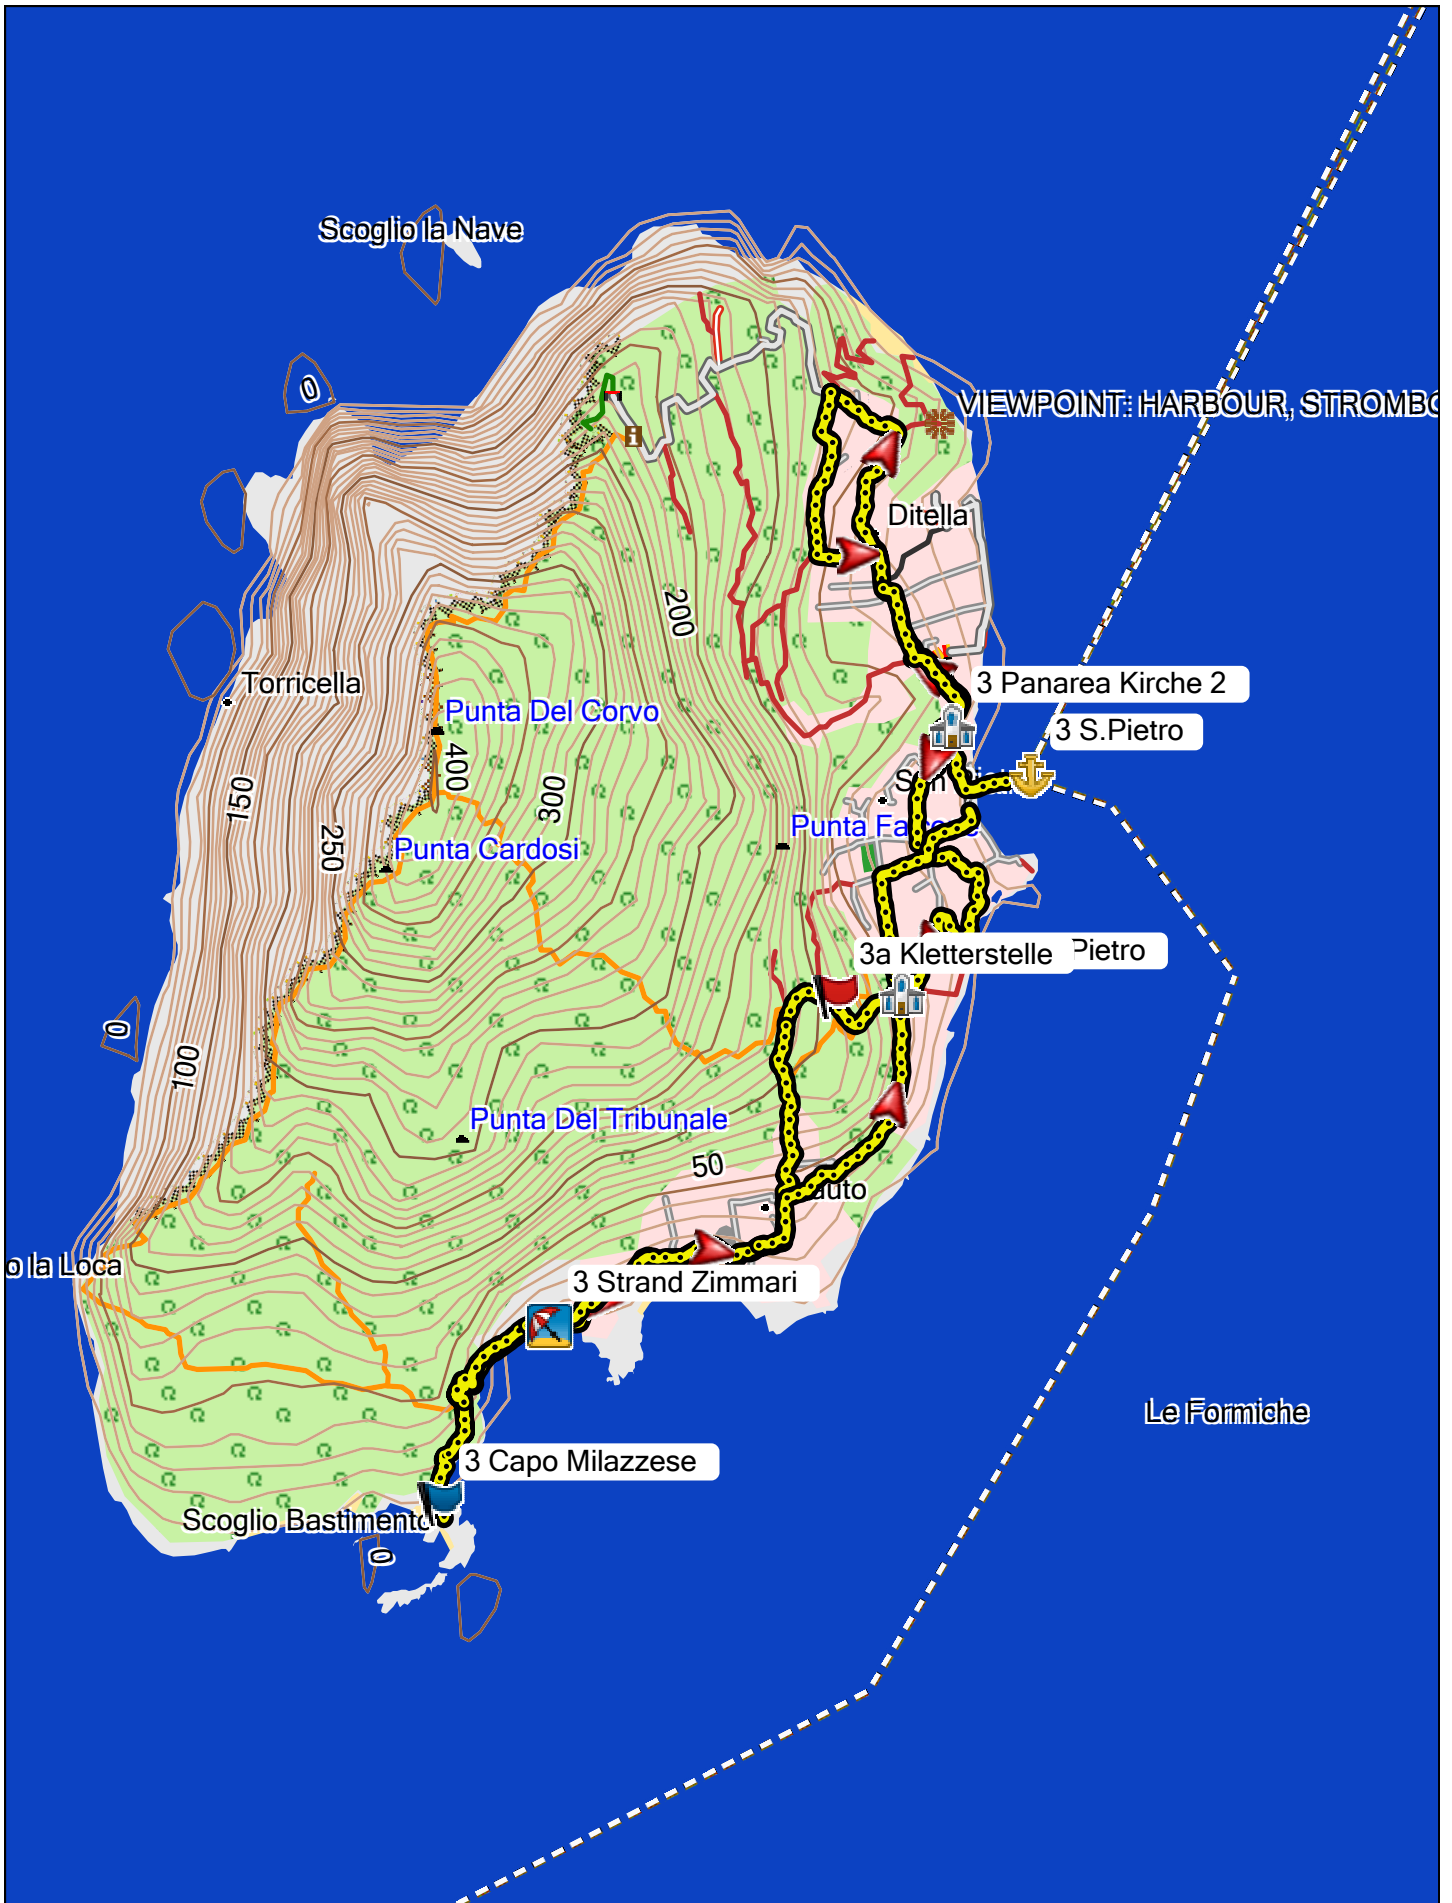 Scoglio la Nave
0
VIEWPOINT: HARBOUR, STROMBO
Ditella
200
3 Panarea Kirche 2
Torricella
Punta Del Corvo
3 S.Pietro
400
150
300
Punta
250
Punta Cardosi
3a Kletterstelle
Pietro
0
100
Punta Del Tribunale
50
o la Loca
3 Strand Zimmari
Le Formiche
3 Capo Milazzese
Scoglio Bastimento
0